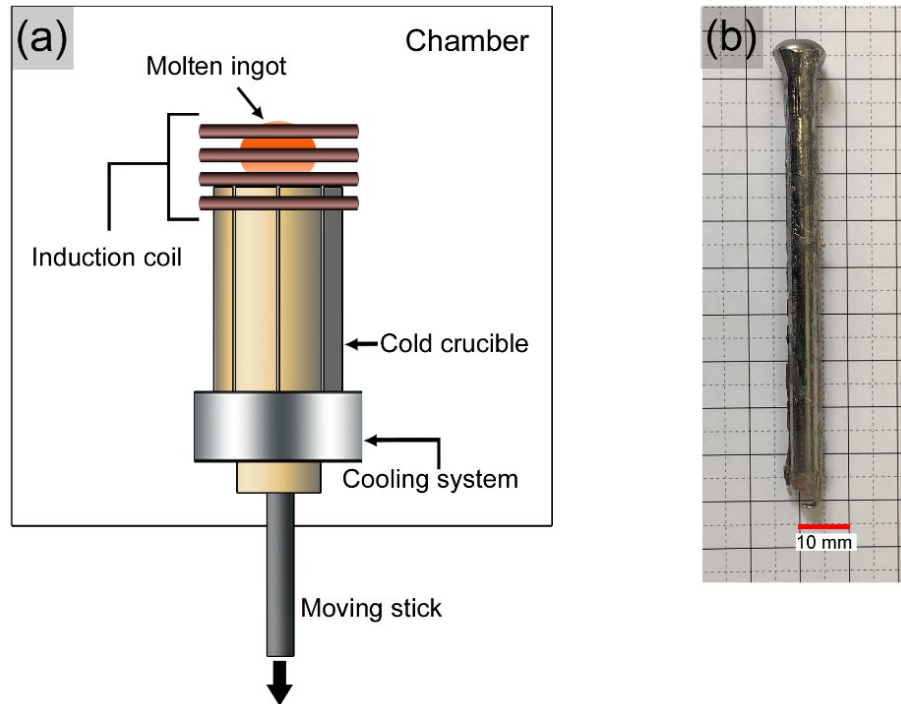 (a)
Chamber
Molten ingot
Induction coil
Cold crucible
Cooling system
Moving stick
(b)
10 mm